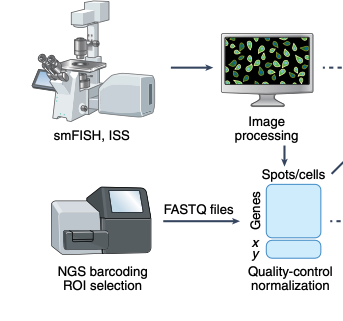 smFISH, ISS
Image
processing
Spots/cells
Genes
x
y
FASTQ files
NGS barcoding
ROI selection
Quality-control
normalization